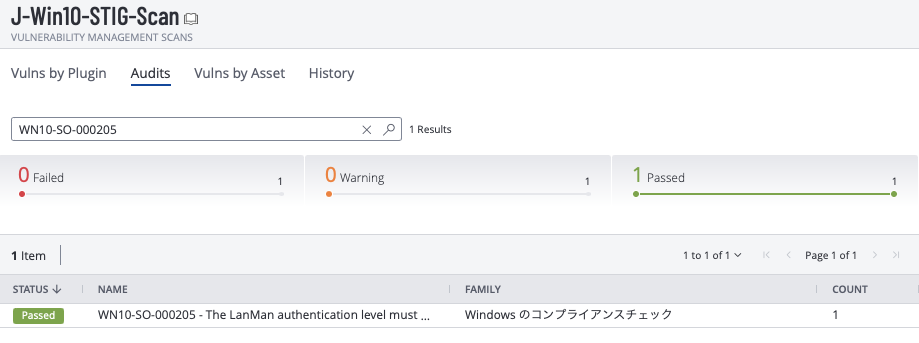 J-Win10-STIG-Scan
VULNERABILITY MANAGEMENT SCANS
Vulns by Plugin Audits Vulns by Asset History
WN10-SO-000205 1 Results
0 Failed 1 0 Warning 1 1 Passed 1
1 Item 1 to 1 of 1 Page 1 of 1
STATUS NAME FAMILY COUNT
Passed WN10-SO-000205 - The LanMan authentication level must ... Windows のコンプライアンスチェック 1